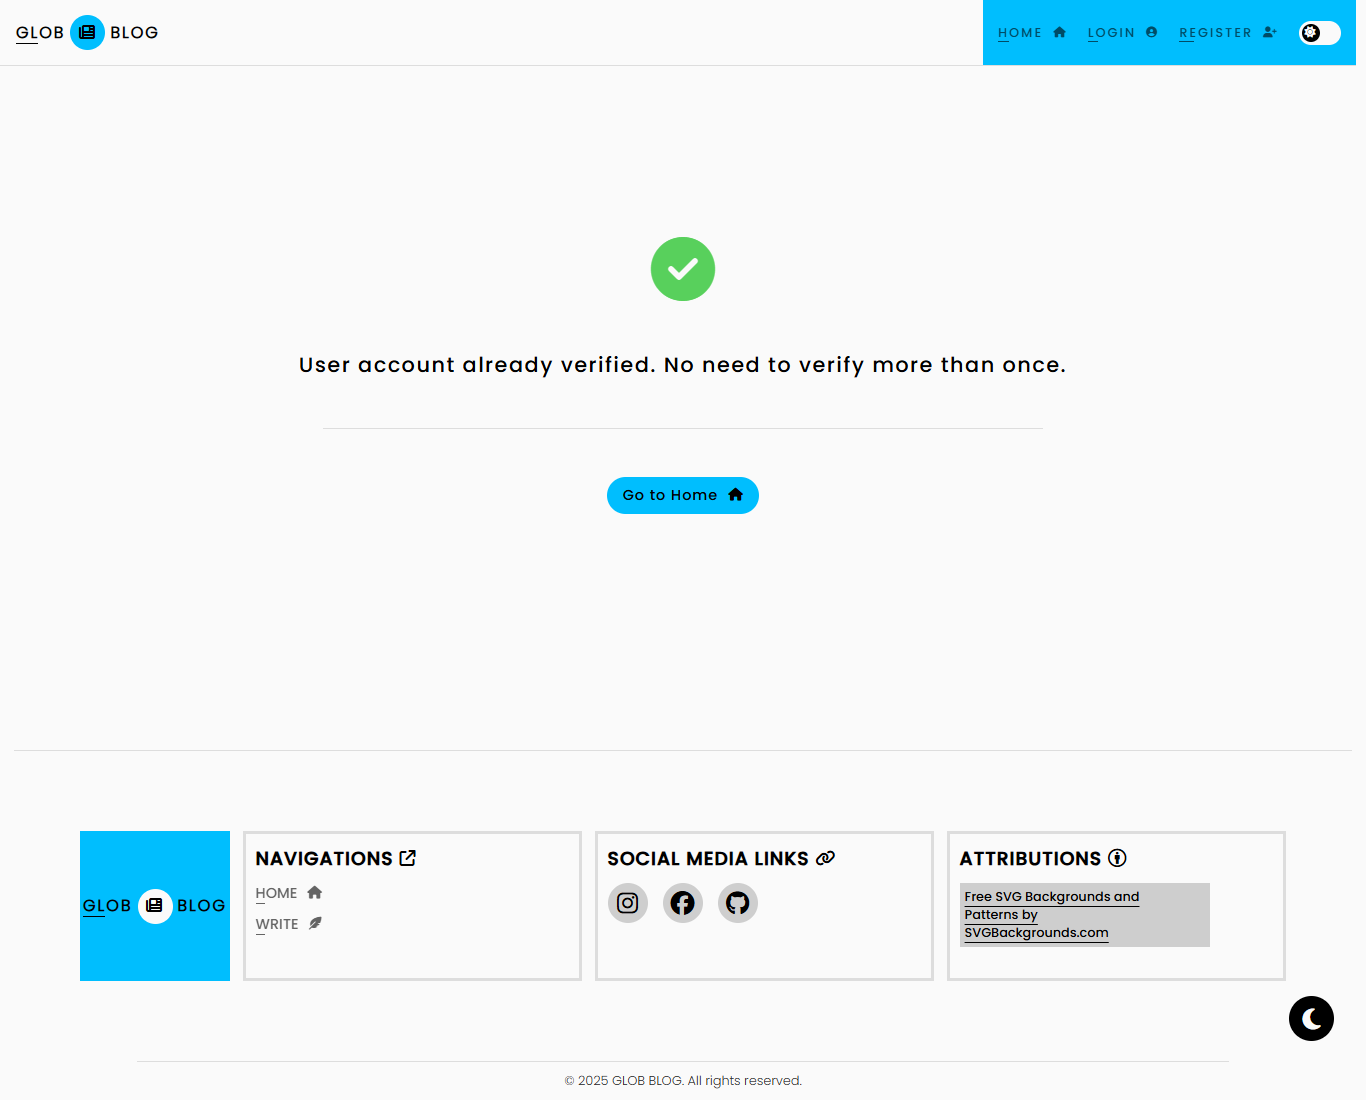 GLOB BLOG
HOME LOGIN REGISTER
User account already verified. No need to verify more than once.
Go to Home
GLOB BLOG
NAVIGATIONS
HOME
WRITE
SOCIAL MEDIA LINKS
ATTRIBUTIONS
Free SVG Backgrounds and
Patterns by
SVGBackgrounds.com
© 2025 GLOB BLOG. All rights reserved.